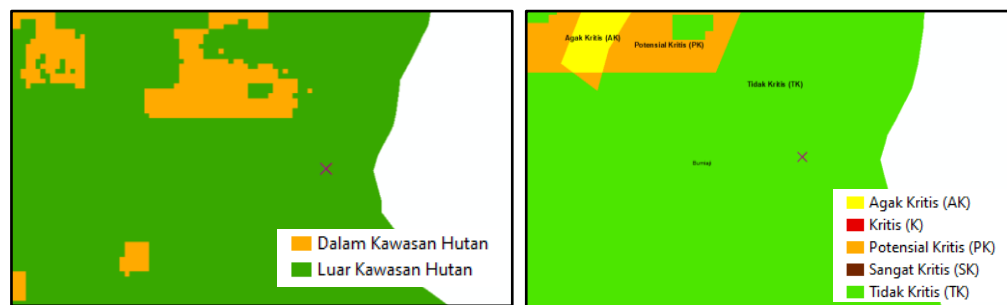 Dalam Kawasan Hutan
Luar Kawasan Hutan
Agak Kritis (AK)
Potensial Kritis (PK)
Tidak Kritis (TK)
Agak Kritis (AK)
Kritis (K)
Potensial Kritis (PK)
Sangat Kritis (SK)
Tidak Kritis (TK)